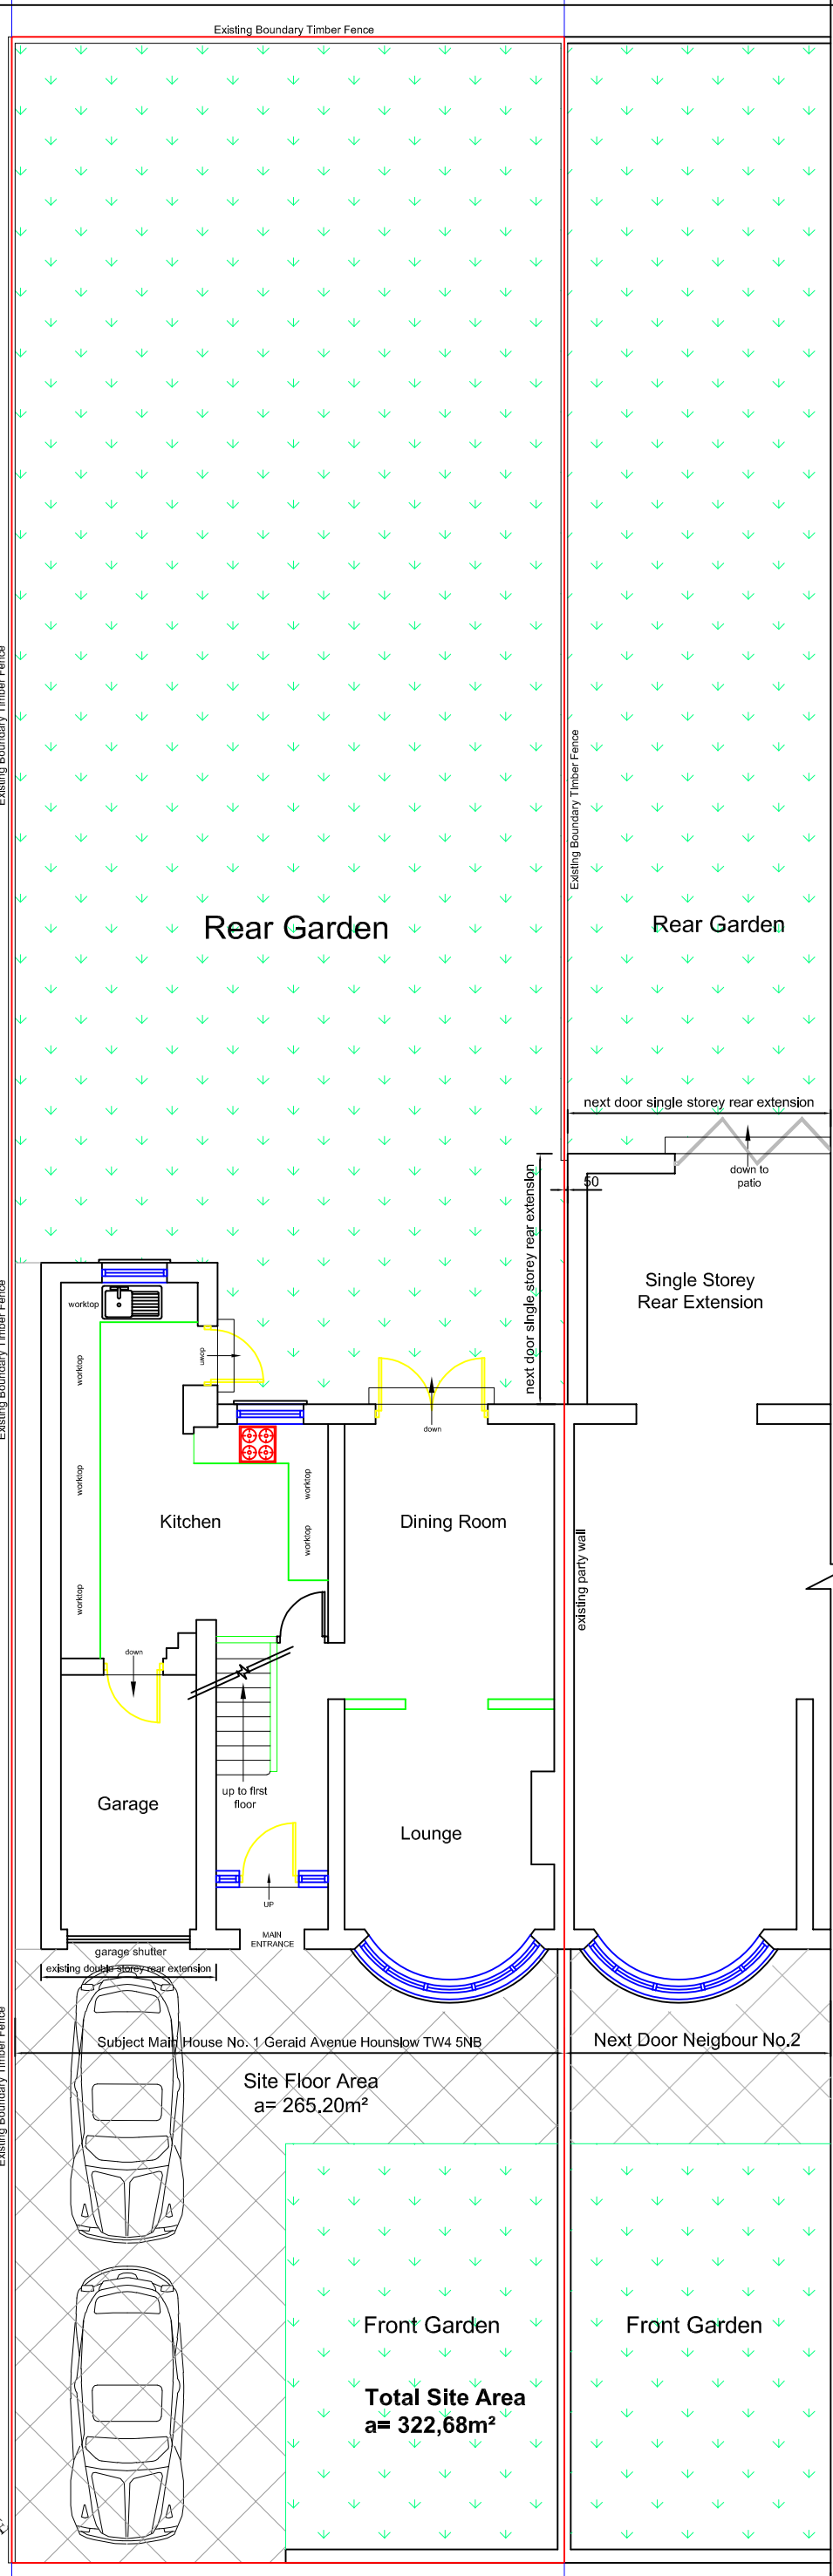 Existing Boundary Timber Fence
Existing Boundary Timber Fence
Existing Boundary Timber Fence
Rear Garden
Rear Garden
next door single storey rear extension
down to
patio
50
next door single storey rear extension
Single Storey
Rear Extension
Existing Boundary Timber Fence
worktop
worktop
down
down
worktop
worktop
worktop
worktop
Kitchen
Dining Room
existing party wall
down
up to first
floor
Garage
Lounge
UP
MAIN
ENTRANCE
garage shutter
existing double storey rear extension
Subject Main House No. 1 Geraid Avenue Hounslow TW4 5NB
Next Door Neigbour No.2
Existing Boundary Timber Fence
Site Floor Area
a= 265.20m²
Front Garden
Front Garden
Total Site Area
a= 322,68m²